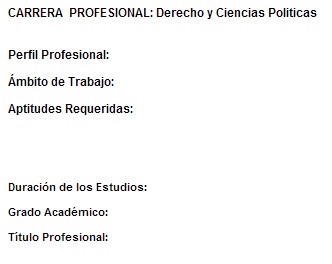 CARRERA PROFESIONAL: Derecho y Ciencias Politicas
Perfil Profesional:
Ámbito de Trabajo:
Aptitudes Requeridas:
Duración de los Estudios:
Grado Académico:
Título Profesional: